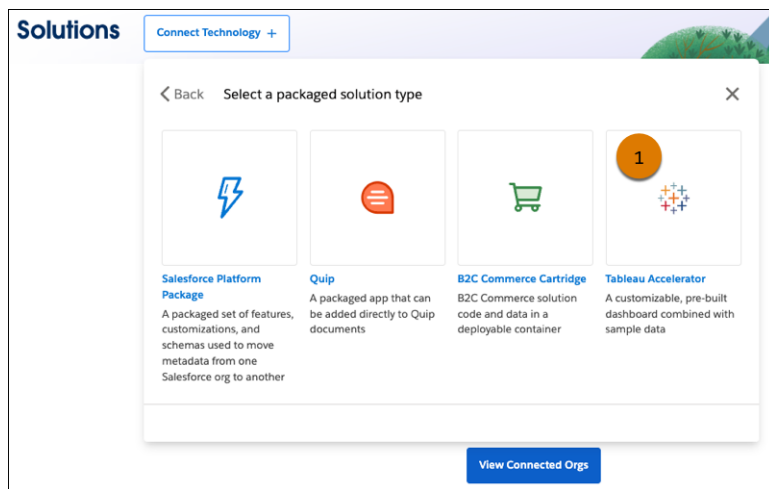 Solutions
Connect Technology +
Back Select a packaged solution type
1
Salesforce Platform
Package
A packaged set of features,
customizations, and
schemas used to move
metadata from one
Salesforce org to another
Quip
A packaged app that can
be added directly to Quip
documents
B2C Commerce Cartridge
B2C Commerce solution
code and data in a
deployable container
Tableau Accelerator
A customizable, pre-built
dashboard combined with
sample data
View Connected Orgs